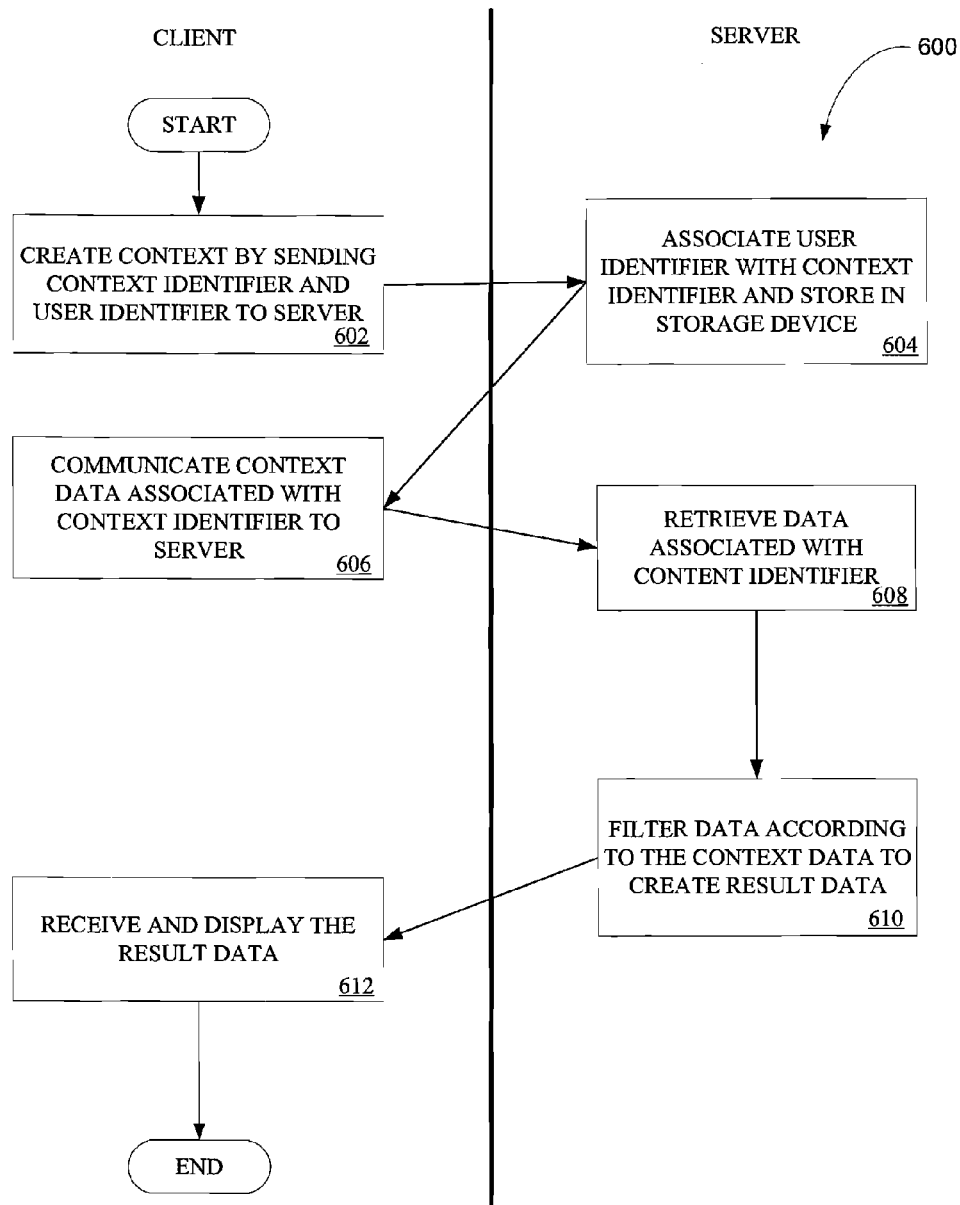 CLIENT
SERVER
600
START
CREATE CONTEXT BY SENDING
CONTEXT IDENTIFIER AND
USER IDENTIFIER TO SERVER
602
ASSOCIATE USER
IDENTIFIER WITH CONTEXT
IDENTIFIER AND STORE IN
STORAGE DEVICE
604
COMMUNICATE CONTEXT
DATA ASSOCIATED WITH
CONTEXT IDENTIFIER TO
SERVER
606
RETRIEVE DATA
ASSOCIATED WITH
CONTENT IDENTIFIER
608
FILTER DATA ACCORDING
TO THE CONTEXT DATA TO
CREATE RESULT DATA
610
RECEIVE AND DISPLAY THE
RESULT DATA
612
END